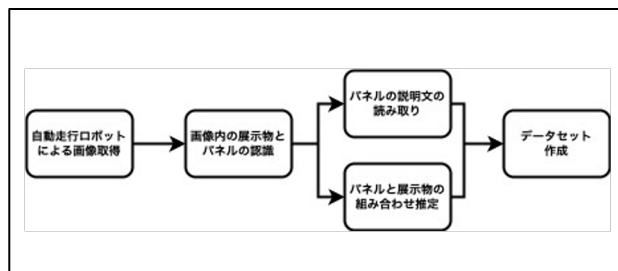 自動走行ロボット
による画像取得
画像内の展示物と
パネルの認識
パネルの説明文の
読み取り
パネルと展示物の
組み合わせ推定
データセット
作成